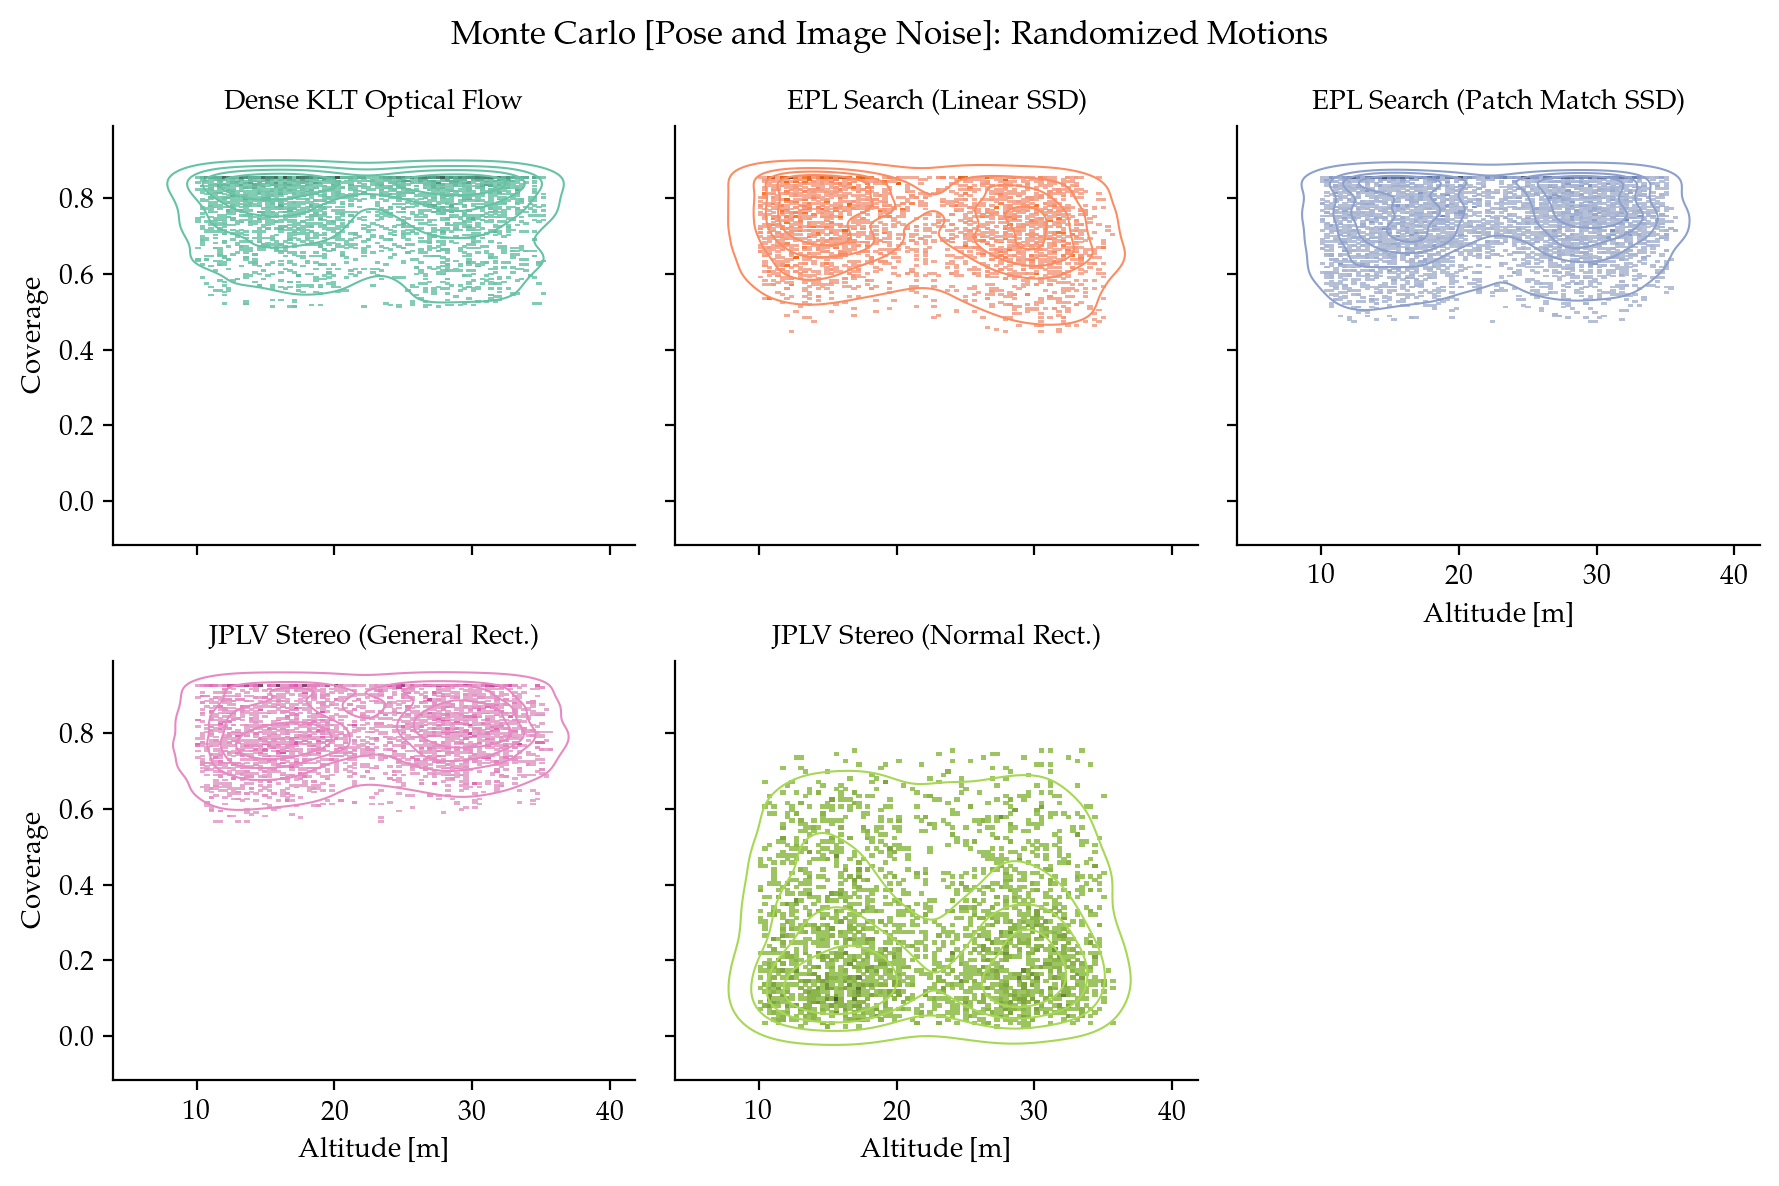 Monte Carlo [Pose and Image Noise]: Randomized Motions
Dense KLT Optical Flow
EPL Search (Linear SSD)
EPL Search (Patch Match SSD)
Coverage
0.8
0.6
0.4
0.2
0.0
10 20 30 40
Altitude [m]
JPLV Stereo (General Rect.)
JPLV Stereo (Normal Rect.)
Coverage
0.8
0.6
0.4
0.2
0.0
10 20 30 40
Altitude [m]
10 20 30 40
Altitude [m]